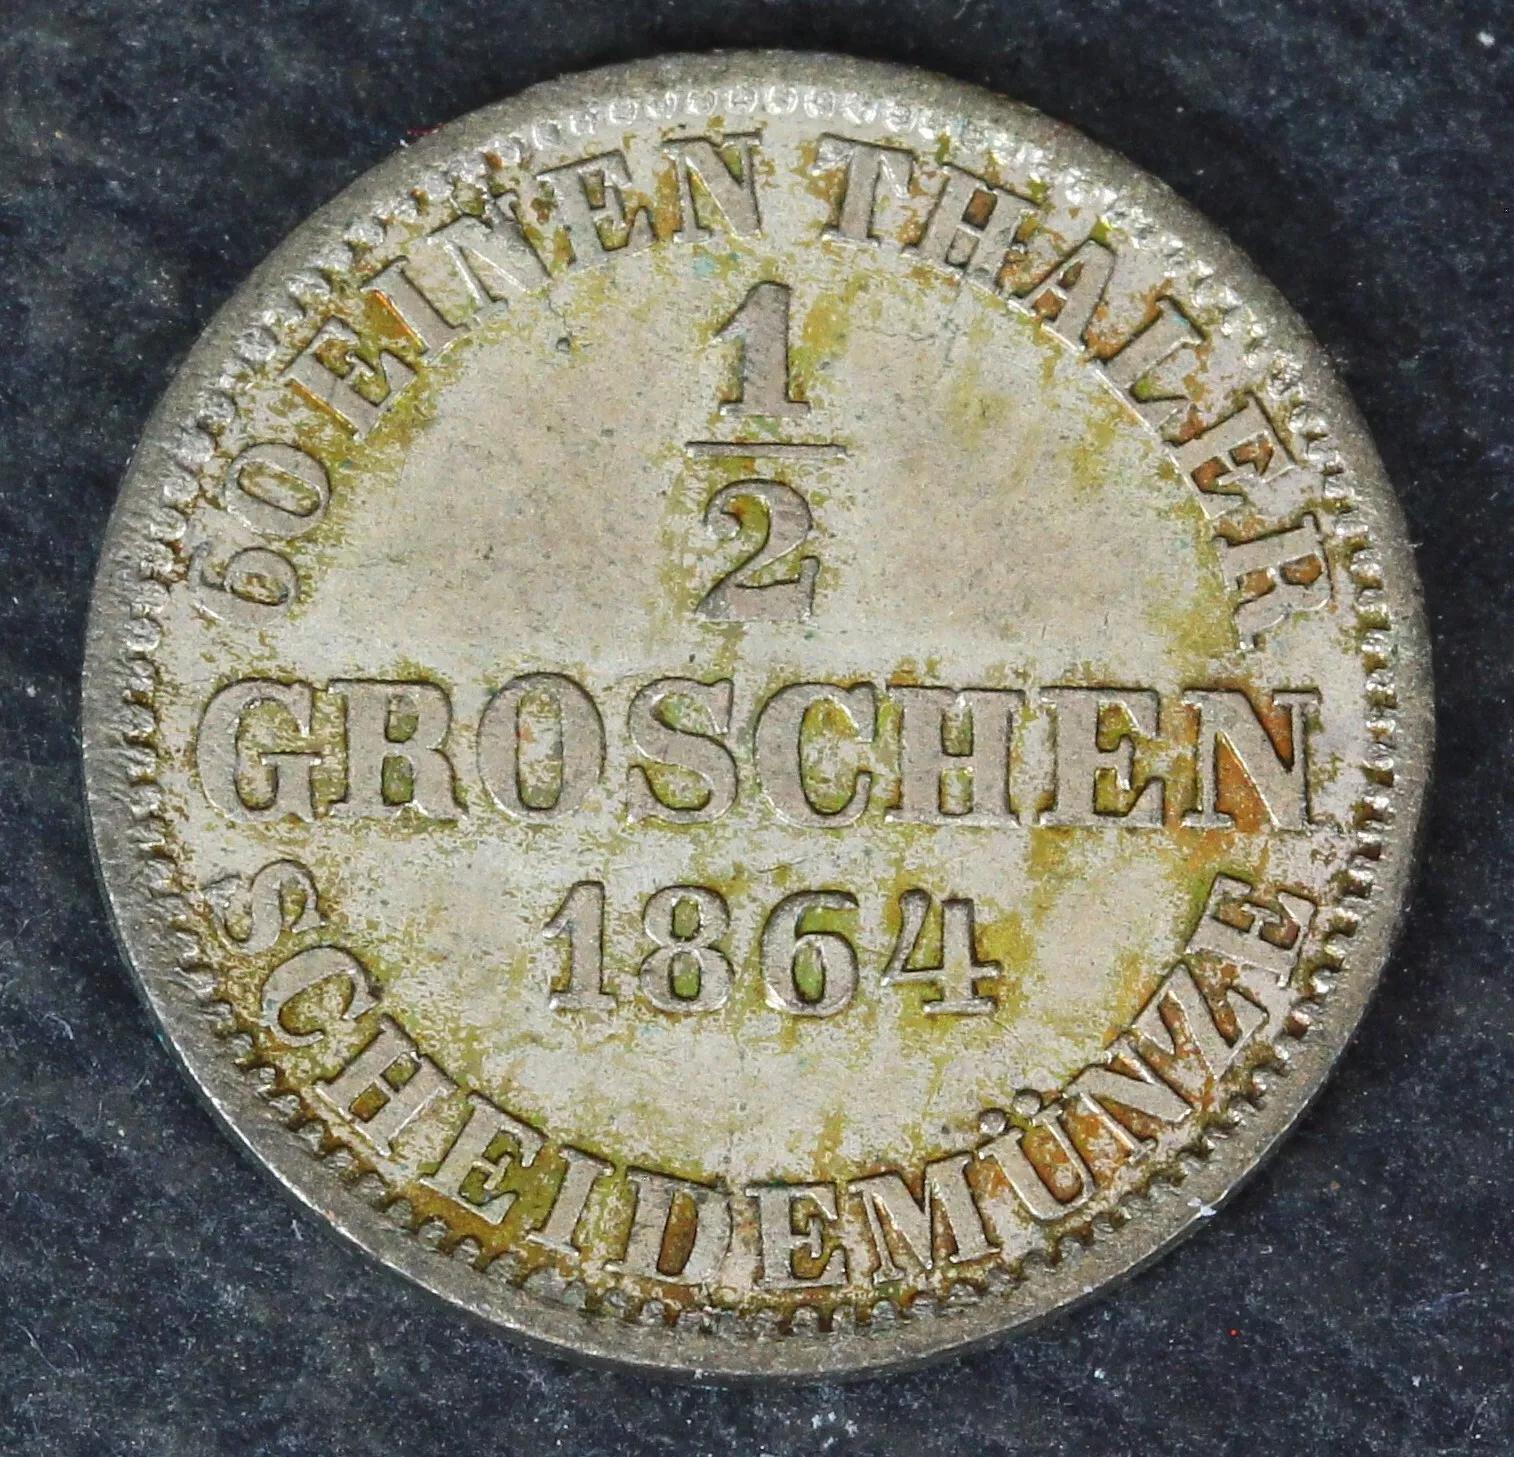 60 EINEN THALER
1
2
GROSCHEN
1864
SCHEIDEMÜNZE